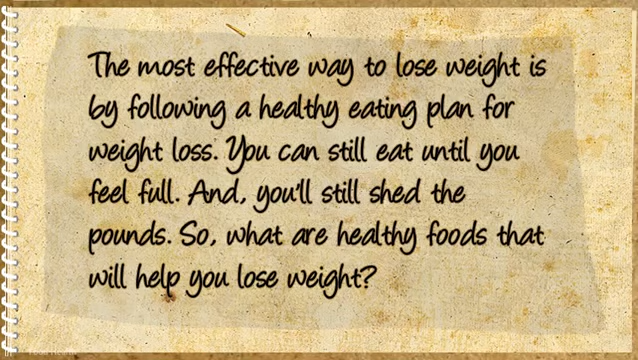 The most effective way to lose weight is
by following a healthy eating plan for
weight loss. You can still eat until you
feel full. And, you'll still shed the
pounds. So, what are healthy foods that
will help you lose weight?